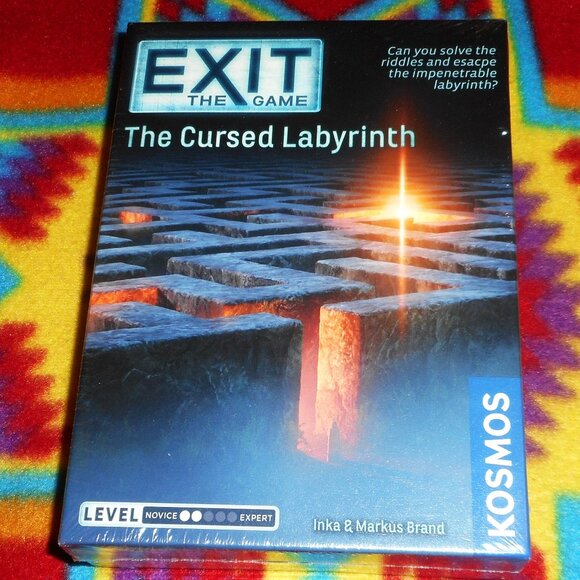 EXIT
THE GAME
Can you solve the
riddles and esacpe
the impenetrable
labyrinth?
The Cursed Labyrinth
KOSMOS
LEVEL NOVICE EXPERT
Inka & Markus Brand